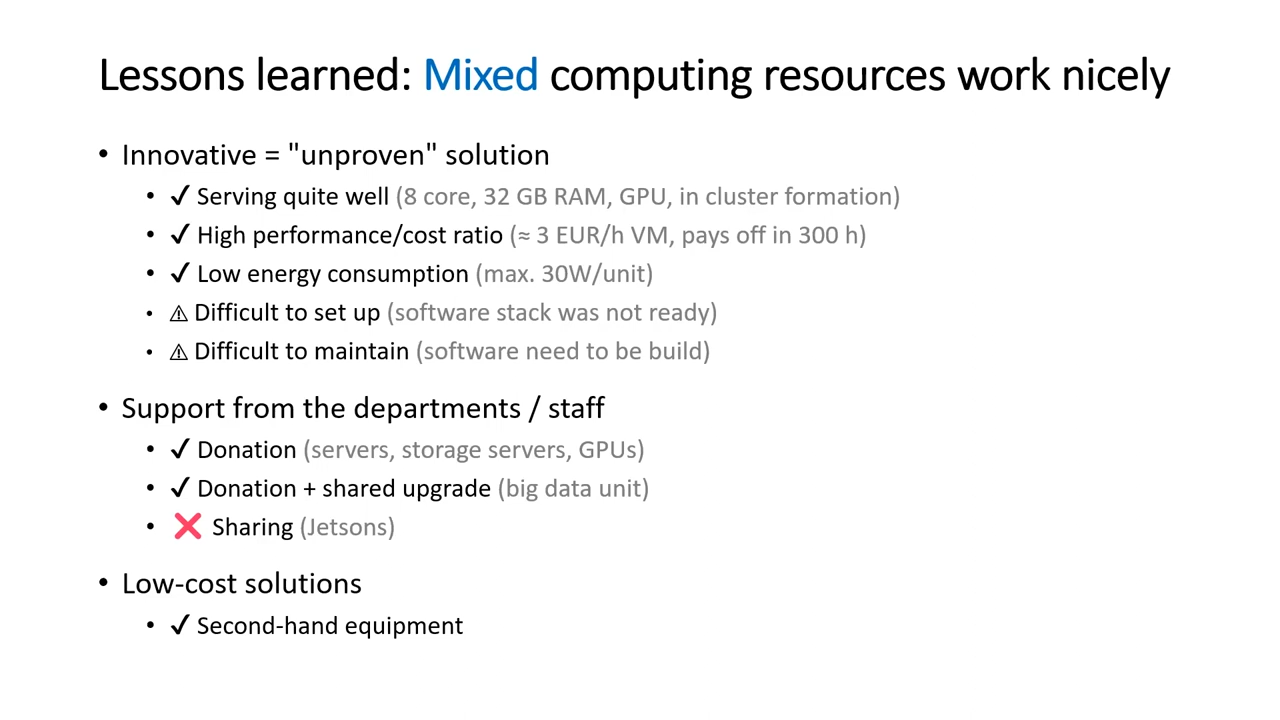 Lessons learned: Mixed computing resources work nicely
• Innovative = "unproven" solution
• ✔ Serving quite well (8 core, 32 GB RAM, GPU, in cluster formation)
• ✔ High performance/cost ratio (≈ 3 EUR/h VM, pays off in 300 h)
• ✔ Low energy consumption (max. 30W/unit)
• ⚠ Difficult to set up (software stack was not ready)
• ⚠ Difficult to maintain (software need to be build)
• Support from the departments / staff
• ✔ Donation (servers, storage servers, GPUs)
• ✔ Donation + shared upgrade (big data unit)
• ❌ Sharing (Jetsons)
• Low-cost solutions
• ✔ Second-hand equipment